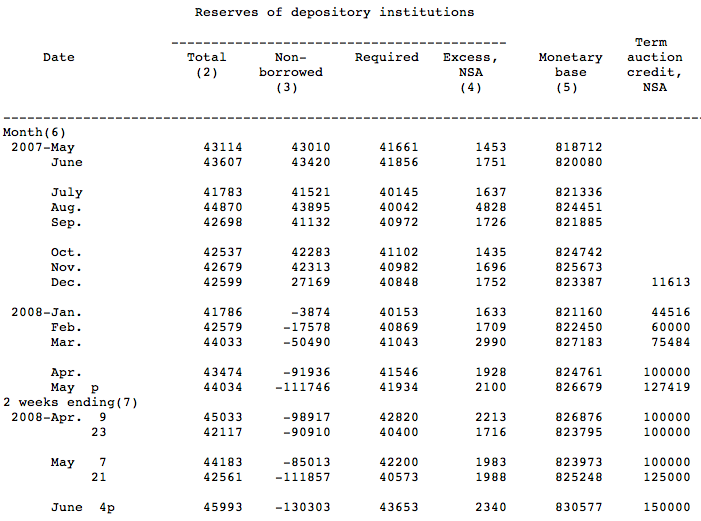 Reserves of depository institutions
----------------------------------------------- Term
Date Total Non- Required Excess, Monetary auction
(2) borrowed NSA base credit,
(3) (4) (5) NSA
Month(6)
2007-May 43114 43010 41661 1453 818712
June 43607 43420 41856 1751 820080
July 41783 41521 40145 1637 821336
Aug. 44870 43895 40042 4828 824451
Sep. 42698 41132 40972 1726 821885
Oct. 42537 42283 41102 1435 824742
Nov. 42679 42313 40982 1696 825673
Dec. 42599 27169 40848 1752 823387 11613
2008-Jan. 41786 -3874 40153 1633 821160 44516
Feb. 42579 -17578 40869 1709 822450 60000
Mar. 44033 -50490 41043 2990 827183 75484
Apr. 43474 -91936 41546 1928 824761 100000
May p 44034 -111746 41934 2100 826679 127419
2 weeks ending(7)
2008-Apr. 9 45033 -98917 42820 2213 826876 100000
23 42117 -90910 40400 1716 823795 100000
May 7 44183 -85013 42200 1983 823973 100000
21 42561 -111857 40573 1988 825248 125000
June 4p 45993 -130303 43653 2340 830577 150000